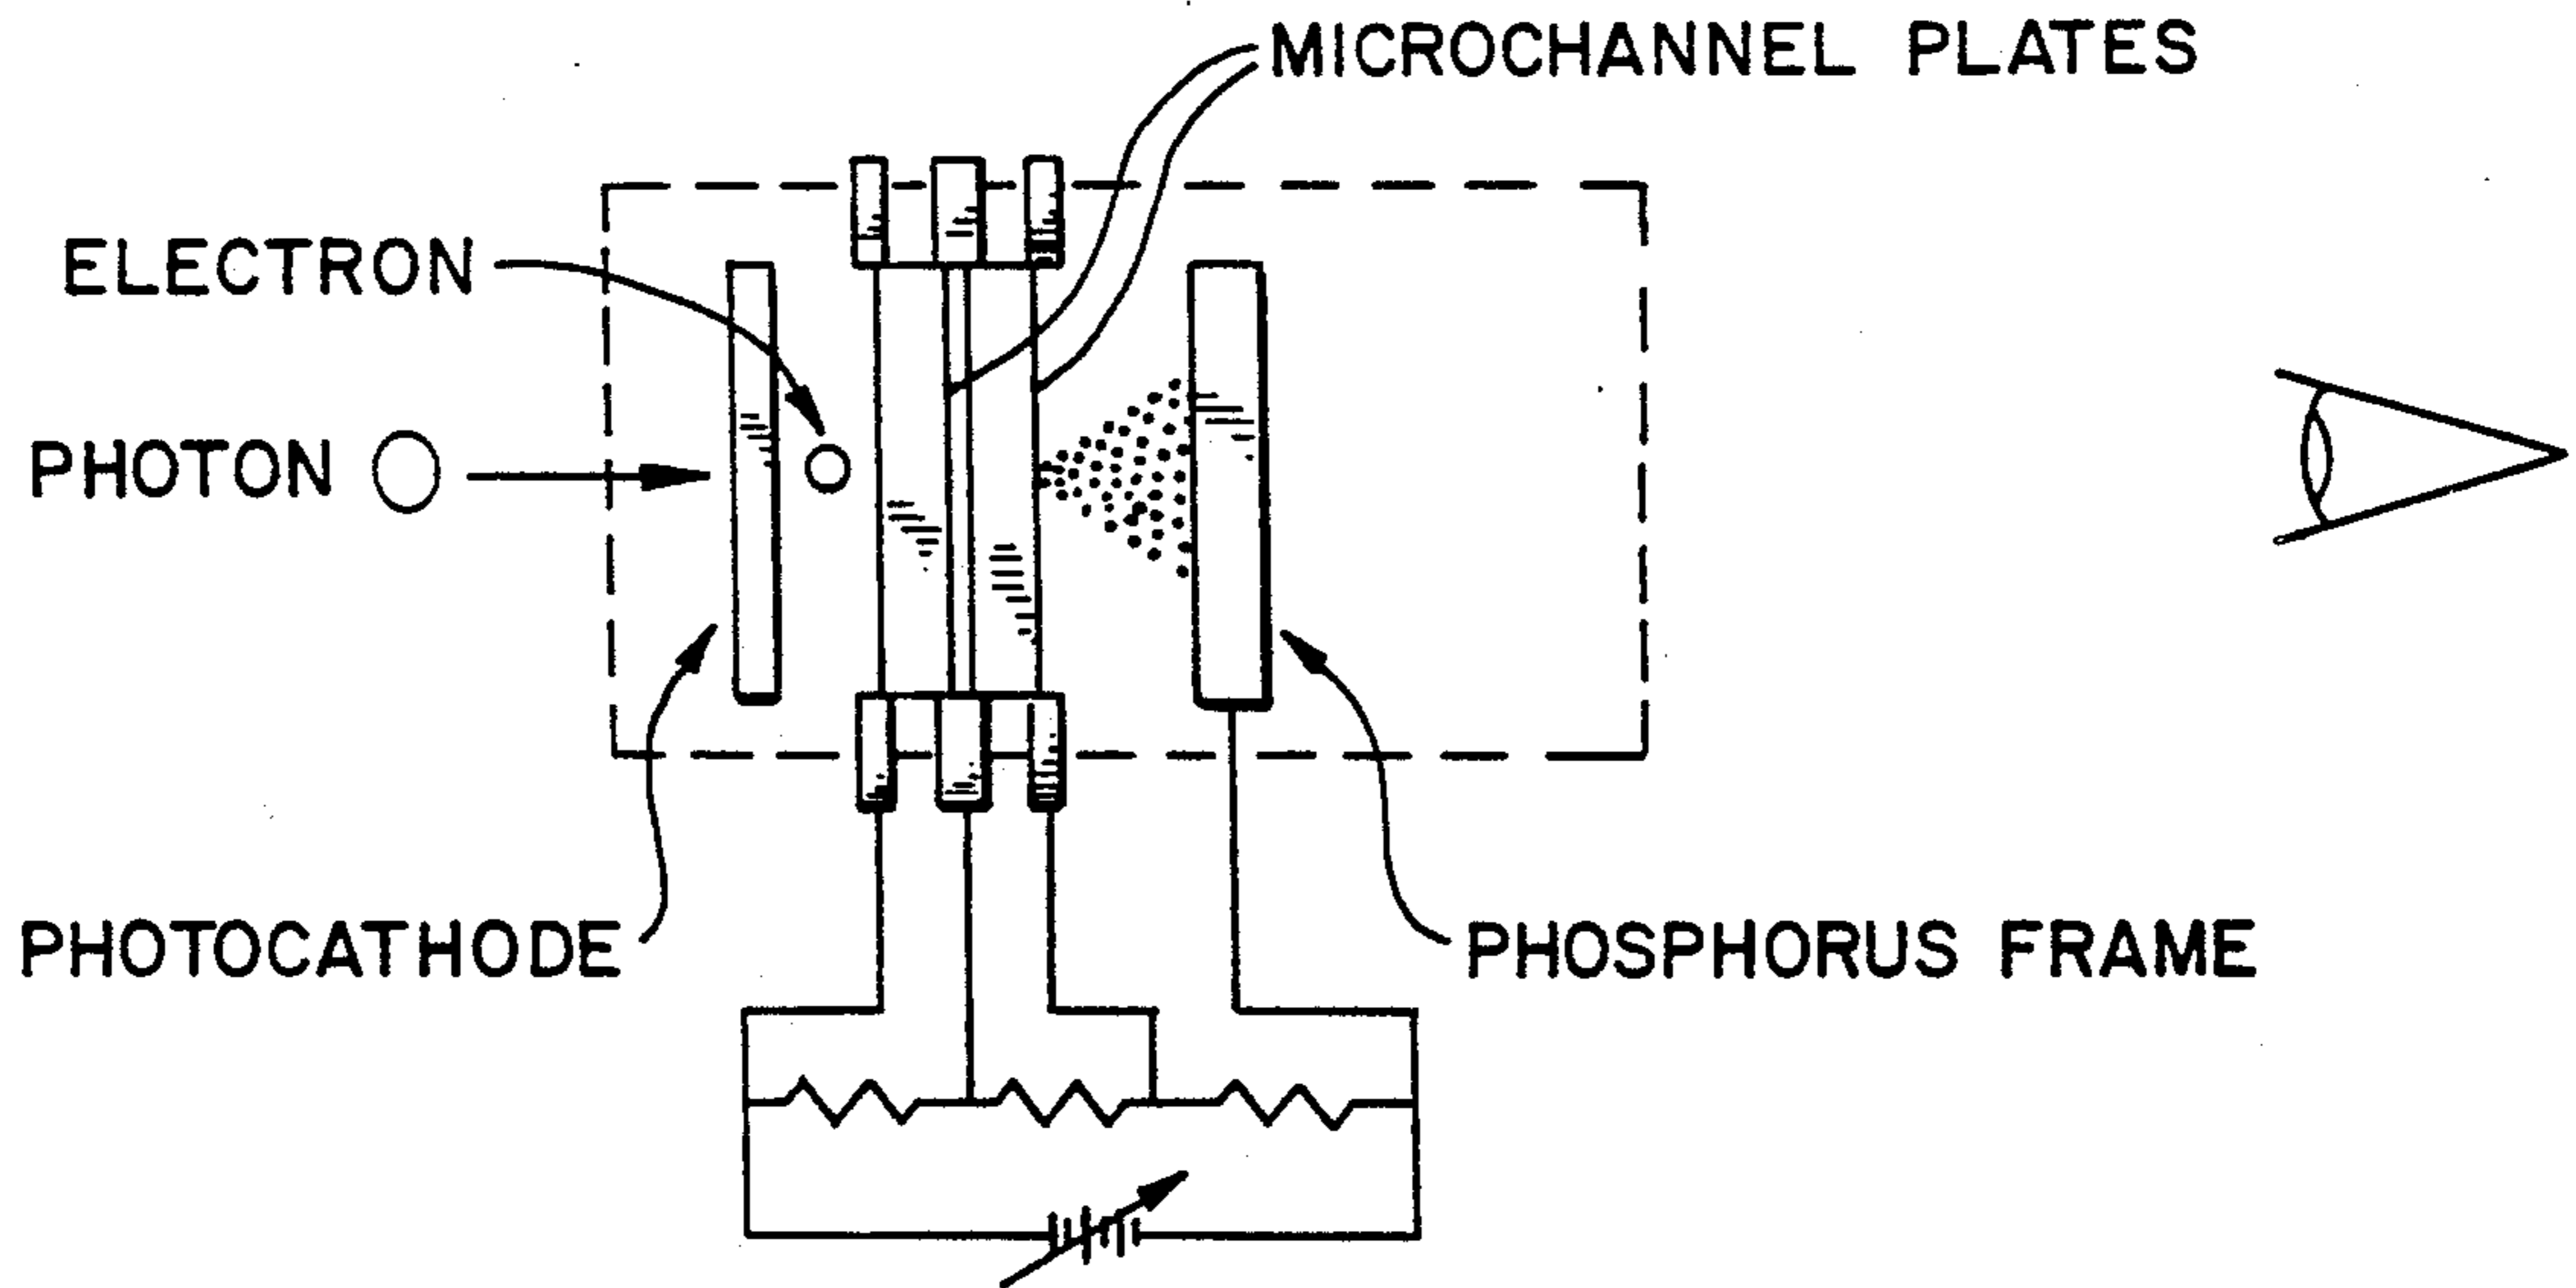 MICROCHANNEL PLATES
ELECTRON
PHOTON
PHOTOCATHODE
PHOSPHORUS FRAME